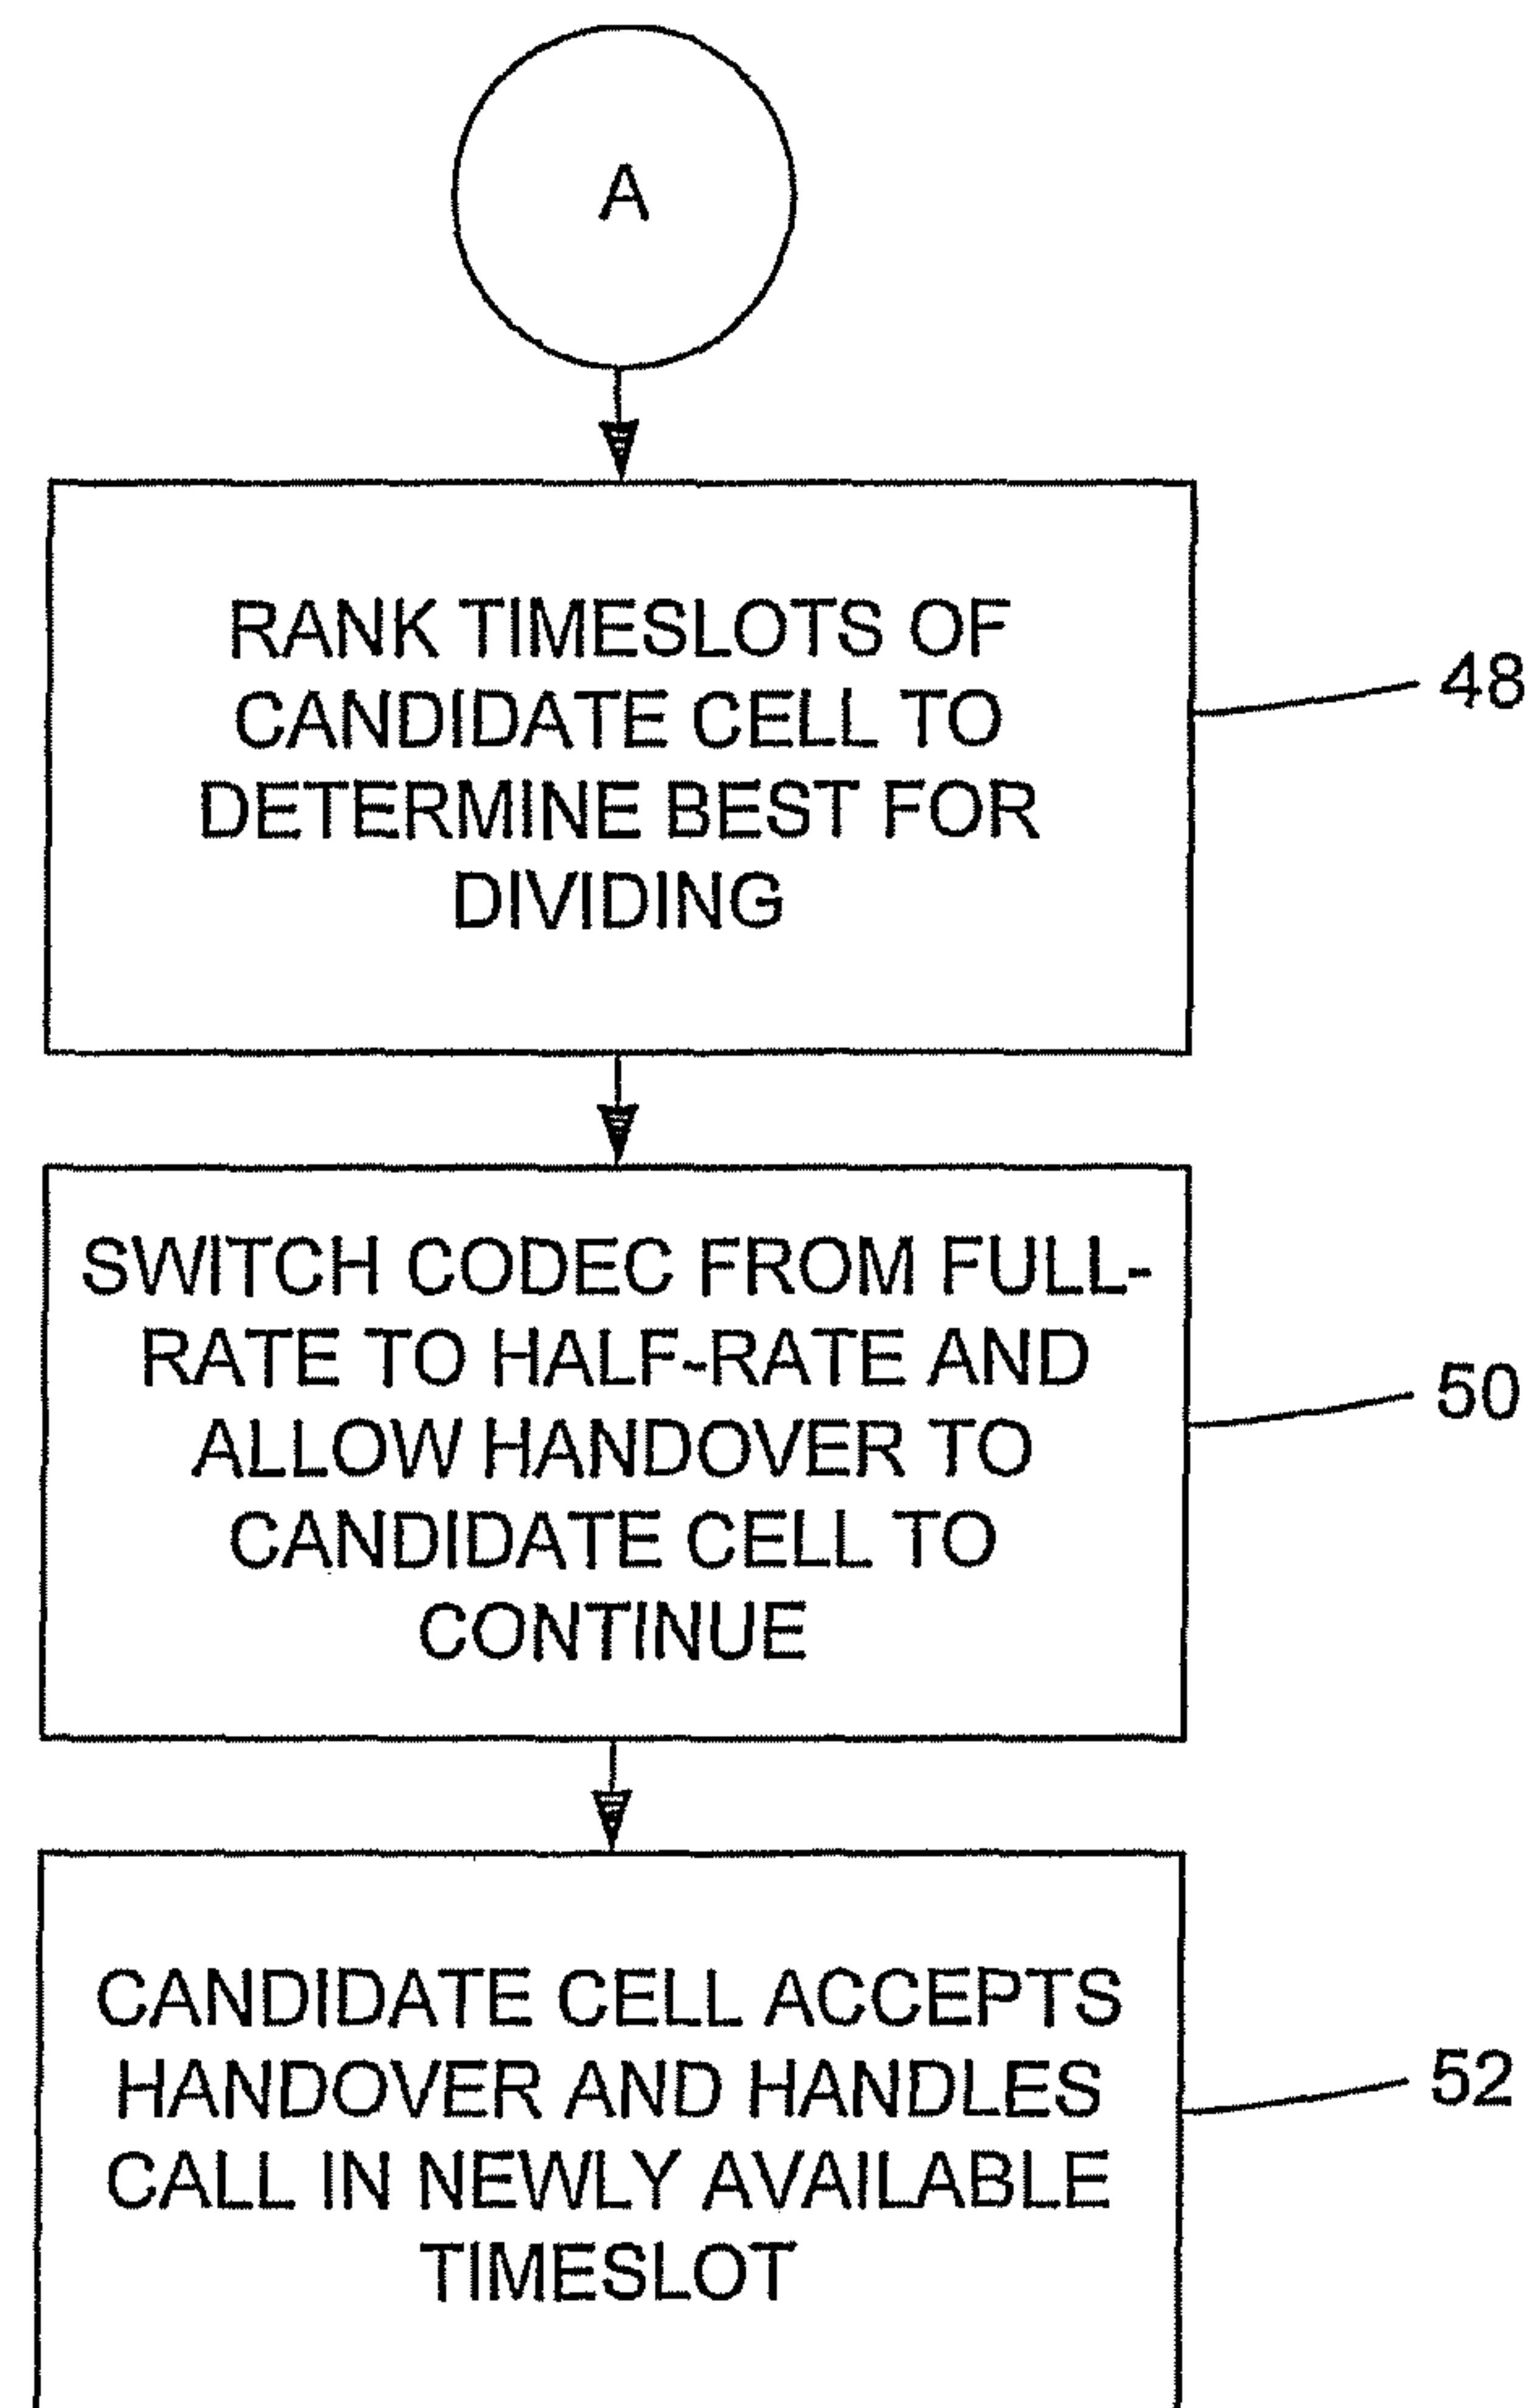 A
RANK TIMESLOTS OF
CANDIDATE CELL TO
DETERMINE BEST FOR
DIVIDING
48
SWITCH CODEC FROM FULL-
RATE TO HALF-RATE AND
ALLOW HANDOVER TO
CANDIDATE CELL TO
CONTINUE
50
CANDIDATE CELL ACCEPTS
HANDOVER AND HANDLES
CALL IN NEWLY AVAILABLE
TIMESLOT
52